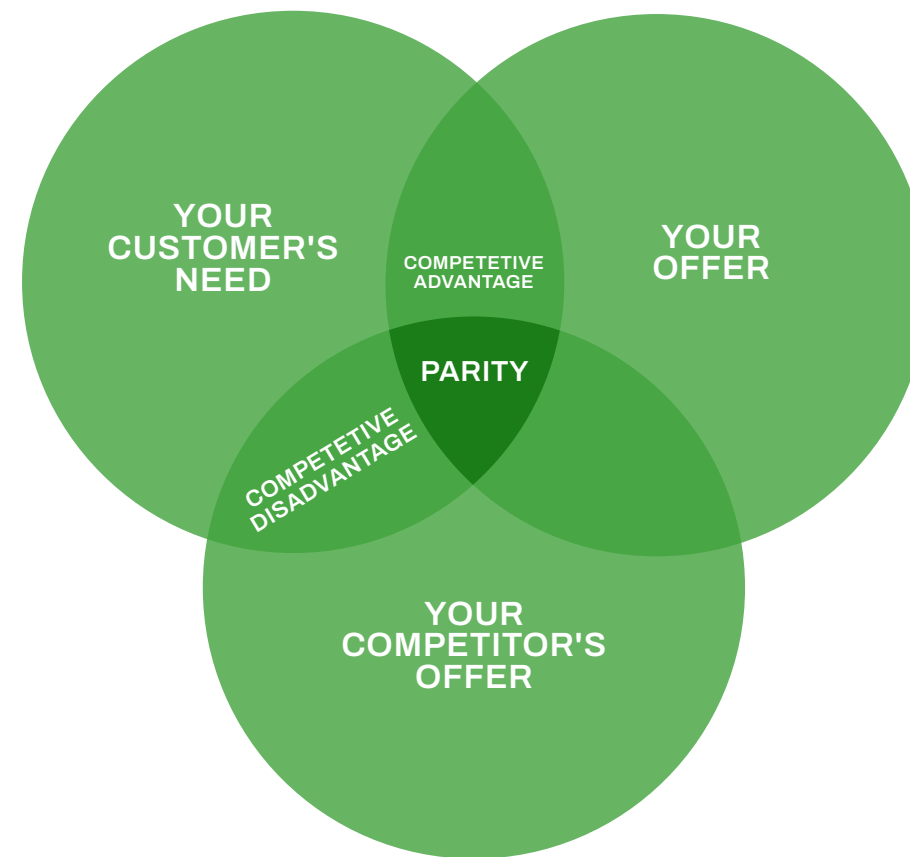 YOUR
CUSTOMER'S
NEED
YOUR
OFFER
COMPETETIVE
ADVANTAGE
PARITY
COMPETETIVE
DISADVANTAGE
YOUR
COMPETITOR'S
OFFER